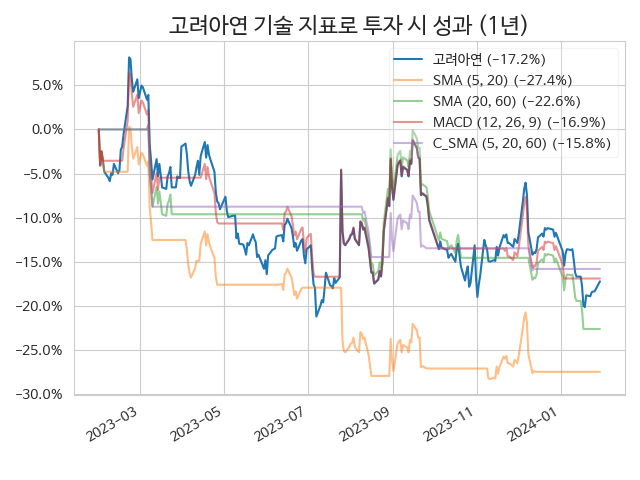 고려아연 기술 지표로 투자 시 성과 (1년)
고려아연 (−17.2%)
SMA (5, 20) (−27.4%)
SMA (20, 60) (−22.6%)
MACD (12, 26, 9) (−16.9%)
C_SMA (5, 20, 60) (−15.8%)
5.0%
0.0%
−5.0%
−10.0%
−15.0%
−20.0%
−25.0%
−30.0%
2023−03
2023−05
2023−07
2023−09
2023−11
2024−01